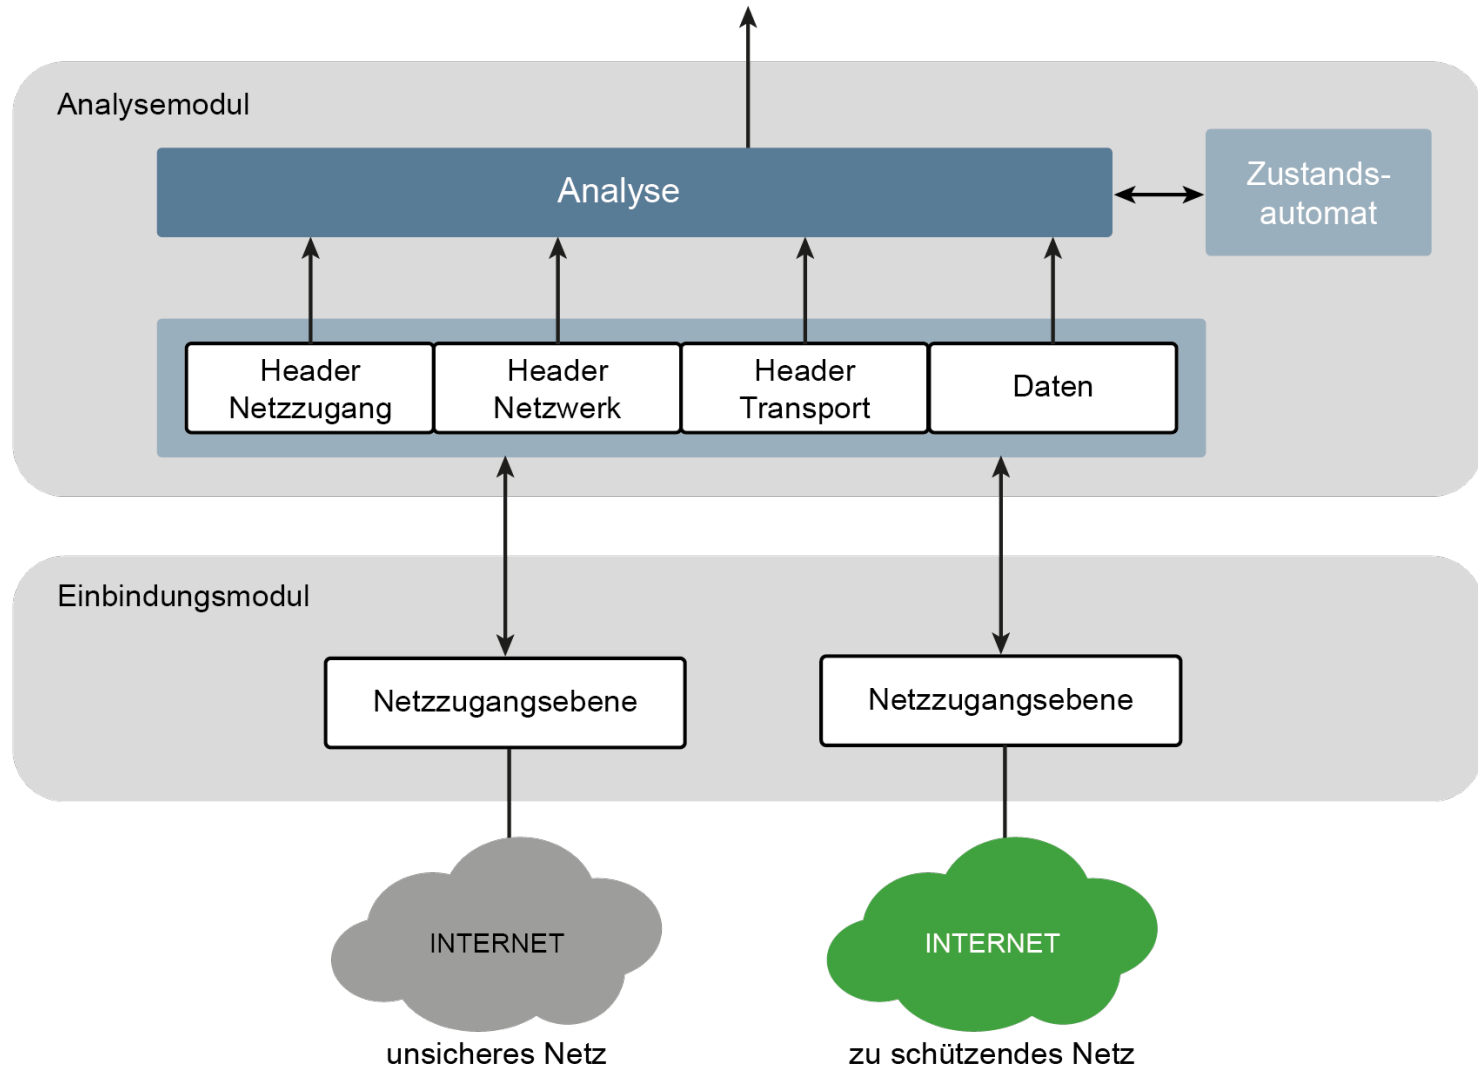 Analysemodul
Analyse
Zustands-
automat
Header
Netzzugang
Header
Netzwerk
Header
Transport
Daten
Einbindungsmodul
Netzzugangsebene
Netzzugangsebene
INTERNET
INTERNET
unsicheres Netz
zu schützendes Netz